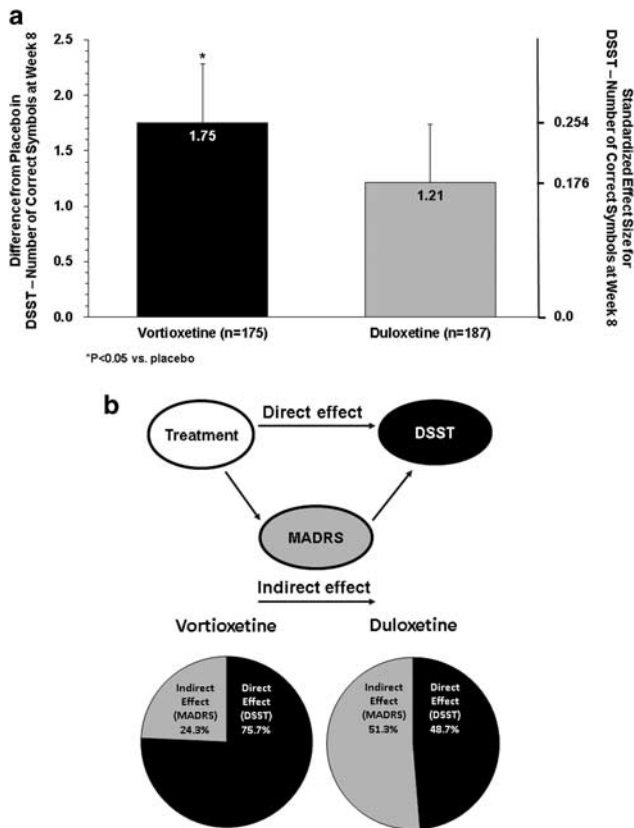 a
Difference from Placebo in
DSST – Number of Correct Symbols at Week 8
2.5
2.0
1.5
1.0
0.5
0.0
*
1.75
1.21
0.254
0.176
0.0
Standardized Effect Size for
DSST – Number of Correct Symbols at Week 8
Vortioxetine (n=175)
Duloxetine (n=187)
*P<0.05 vs. placebo
b
Direct effect
Treatment
DSST
MADRS
Indirect effect
Vortioxetine
Duloxetine
Indirect
Effect
(MADRS)
24.3%
Direct
Effect
(DSST)
75.7%
Indirect
Effect
(MADRS)
51.3%
Direct
Effect
(DSST)
48.7%